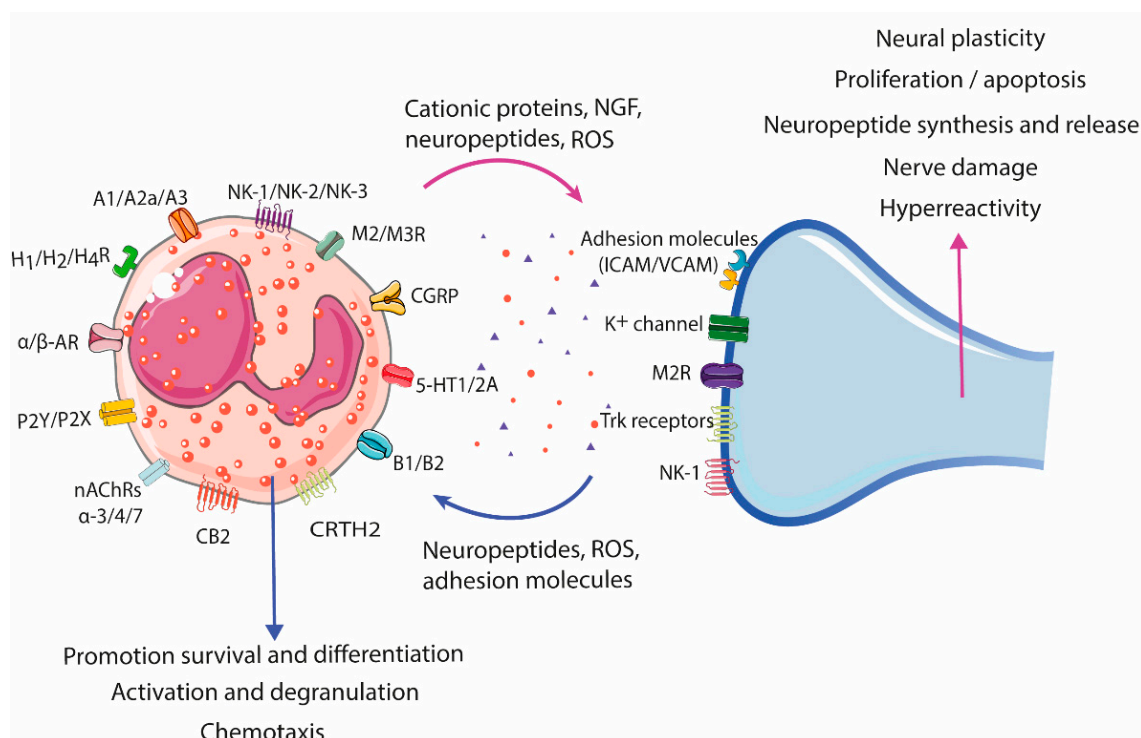 Neural plasticity
Proliferation / apoptosis
Neuropeptide synthesis and release
Nerve damage
Hyperreactivity
Cationic proteins, NGF,
neuropeptides, ROS
A1/A2a/A3
NK-1/NK-2/NK-3
M2/M3R
H1/H2/H4R
CGRP
α/β-AR
5-HT1/2A
P2Y/P2X
B1/B2
nAChRs
α-3/4/7
CB2
CRTH2
Adhesion molecules
(ICAM/VCAM)
K+ channel
M2R
Trk receptors
NK-1
Neuropeptides, ROS,
adhesion molecules
Promotion survival and differentiation
Activation and degranulation
Chemotaxis